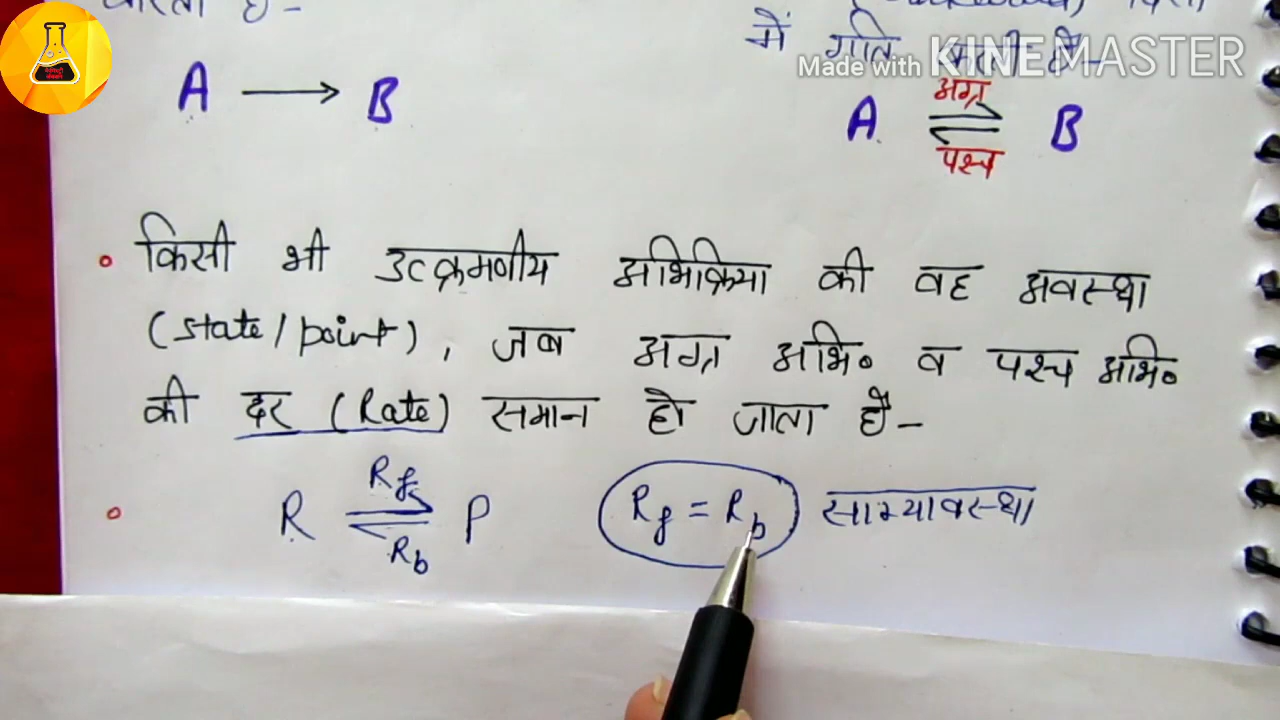 में गति करती है-
Made with KINEMASTER
A ⟶ B
A ⇌ B
अग्र
पश्च
• किसी भी उत्क्रमणीय अभिक्रिया की वह अवस्था
(state/point), जब अग्र अभि० व पश्च अभि०
की दर (Rate) समान हो जाता है-
• R ⇌ P
Rf
Rb
Rf = Rb साम्यावस्था